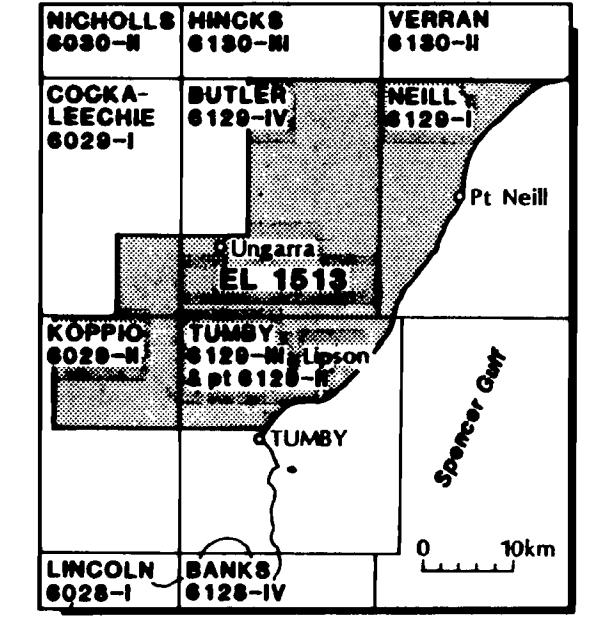 NICHOLLS
6030-II
HINCKS
6130-III
VERRAN
6130-II
COCKA-
LEECHIE
6029-I
BUTLER
6129-IV
NEILL
6129-I
Pt Neill
Ungarra
EL 1513
KOPPIO
6029-II
TUMBY
6129-III
& pt 6129-II
Lipson
TUMBY
Spencer Gulf
0 10km
LINCOLN
6028-I
BANKS
6128-IV